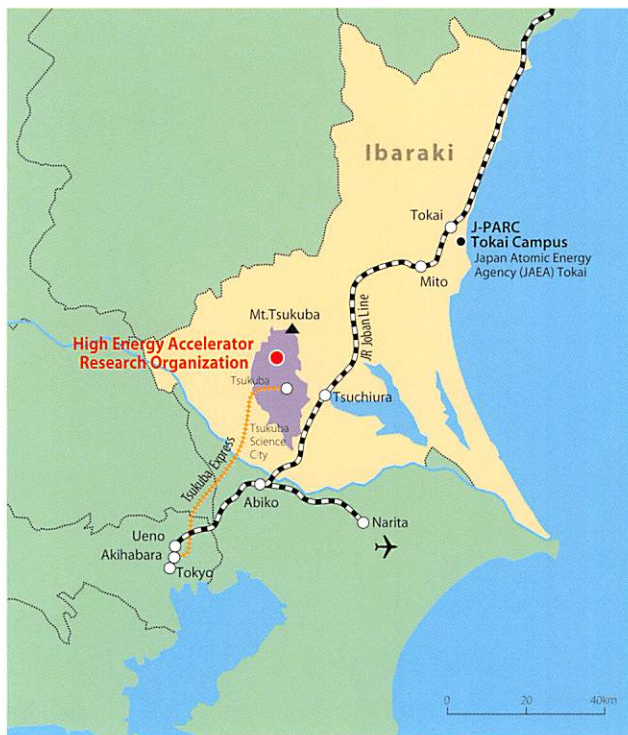 Ibaraki
Tokai
J-PARC
Tokai Campus
Japan Atomic Energy
Agency (JAEA) Tokai
Mito
JR Joban Line
Mt.Tsukuba
High Energy Accelerator
Research Organization
Tsukuba
Tsuchiura
Tsukuba
Science
City
Tsukuba Express
Abiko
Narita
Ueno
Akihabara
Tokyo
0 20 40km